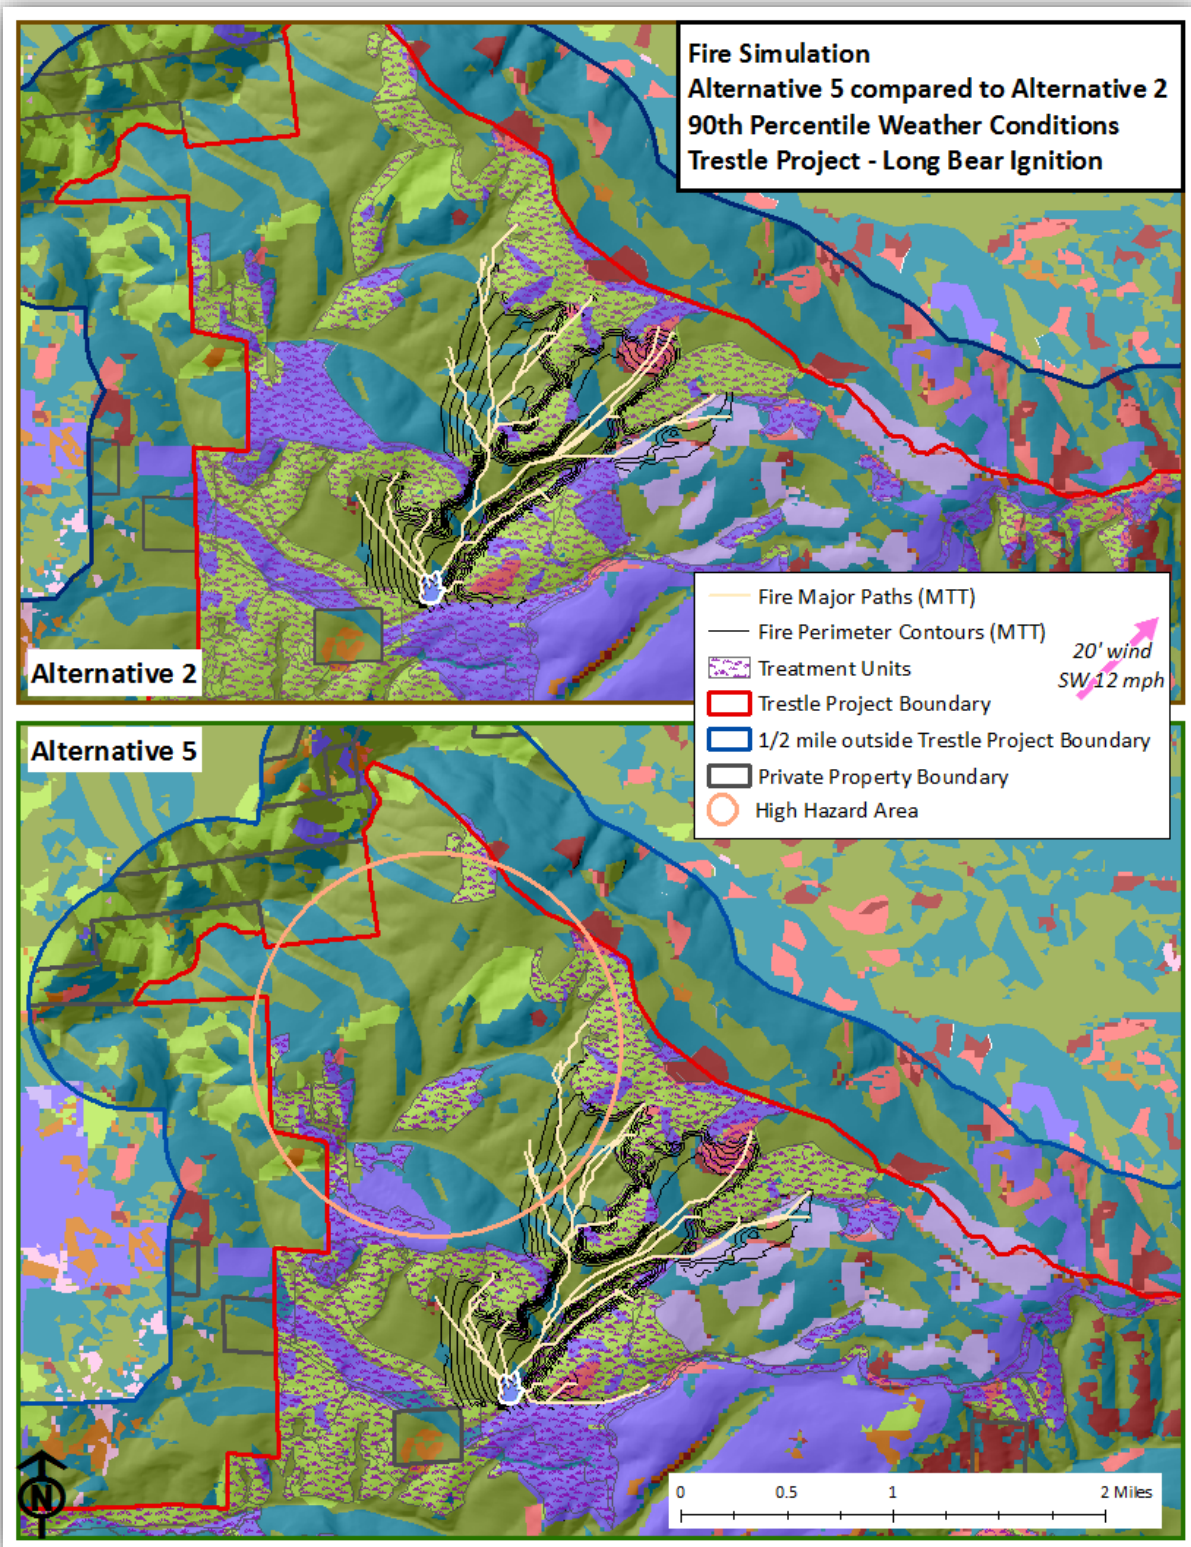 Fire Simulation
Alternative 5 compared to Alternative 2
90th Percentile Weather Conditions
Trestle Project - Long Bear Ignition
Alternative 2
Fire Major Paths (MTT)
Fire Perimeter Contours (MTT)
Treatment Units
Trestle Project Boundary
1/2 mile outside Trestle Project Boundary
Private Property Boundary
High Hazard Area
20' wind
SW 12 mph
Alternative 5
N
0 0.5 1 2 Miles